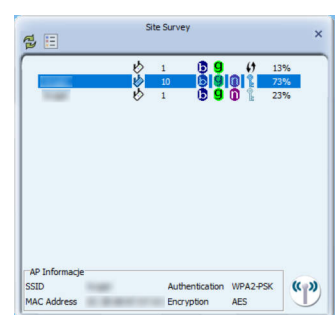 Site Survey
1 b g 13%
10 b g n 73%
1 b g n 23%
AP Informacje
SSID Authentication WPA2-PSK
MAC Address Encryption AES